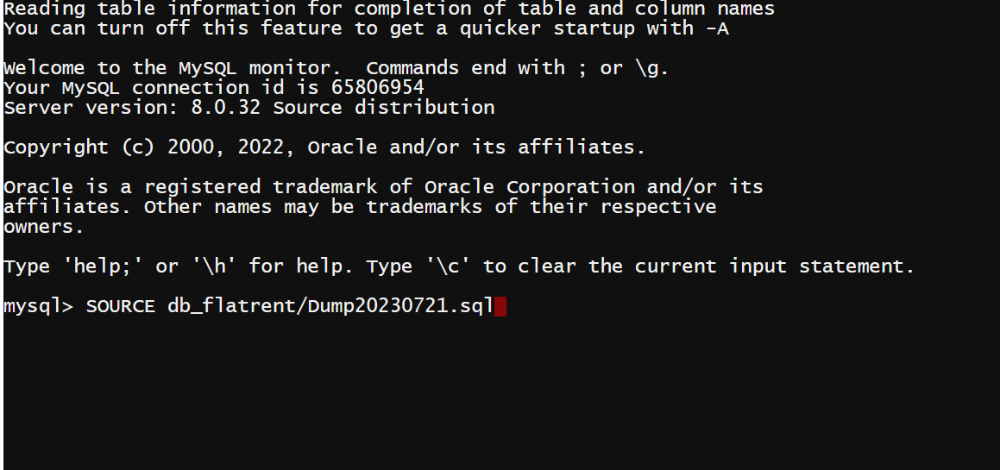 Reading table information for completion of table and column names
You can turn off this feature to get a quicker startup with -A
Welcome to the MySQL monitor.  Commands end with ; or \g.
Your MySQL connection id is 65806954
Server version: 8.0.32 Source distribution
Copyright (c) 2000, 2022, Oracle and/or its affiliates.
Oracle is a registered trademark of Oracle Corporation and/or its
affiliates. Other names may be trademarks of their respective
owners.
Type 'help;' or '\h' for help. Type '\c' to clear the current input statement.
mysql> SOURCE db_flatrent/Dump20230721.sql